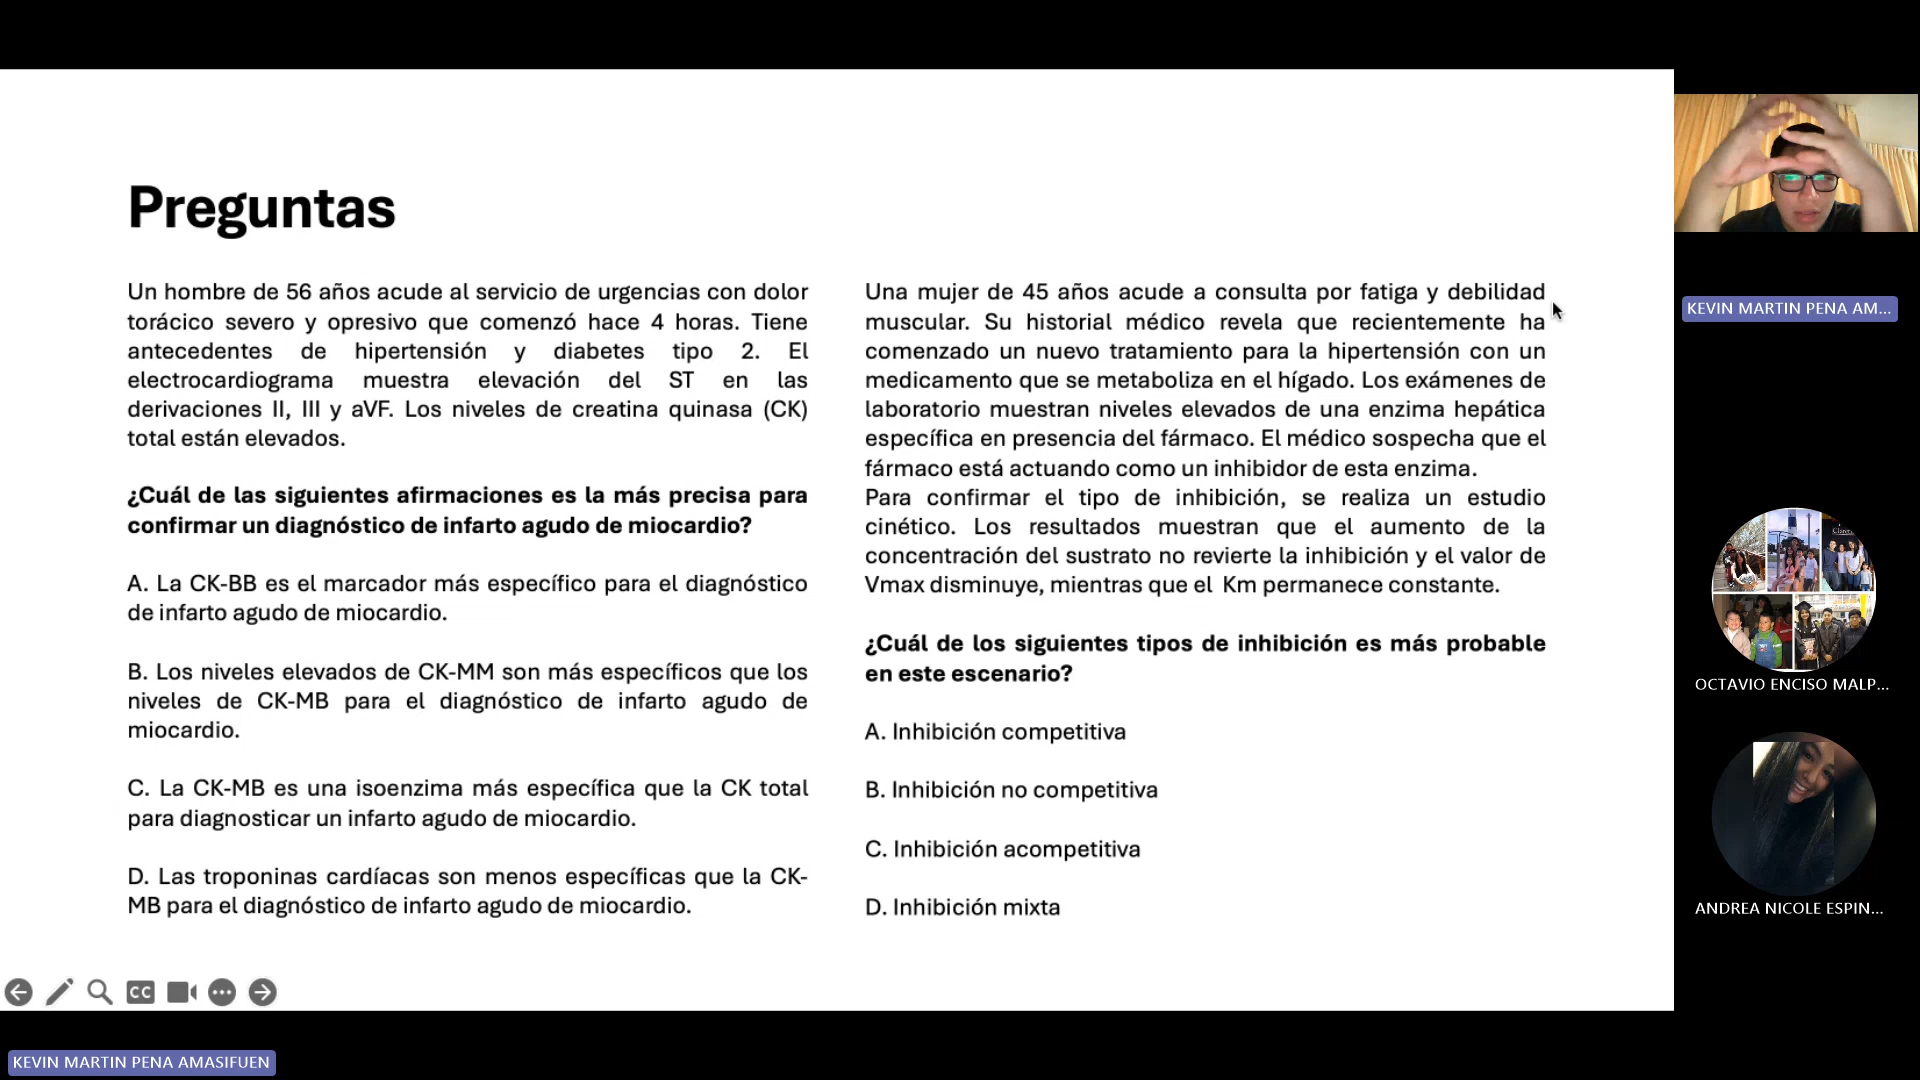 Preguntas
Un hombre de 56 años acude al servicio de urgencias con dolor
torácico severo y opresivo que comenzó hace 4 horas. Tiene
antecedentes de hipertensión y diabetes tipo 2. El
electrocardiograma muestra elevación del ST en las
derivaciones II, III y aVF. Los niveles de creatina quinasa (CK)
total están elevados.
¿Cuál de las siguientes afirmaciones es la más precisa para
confirmar un diagnóstico de infarto agudo de miocardio?
A. La CK-BB es el marcador más específico para el diagnóstico
de infarto agudo de miocardio.
B. Los niveles elevados de CK-MM son más específicos que los
niveles de CK-MB para el diagnóstico de infarto agudo de
miocardio.
C. La CK-MB es una isoenzima más específica que la CK total
para diagnosticar un infarto agudo de miocardio.
D. Las troponinas cardíacas son menos específicas que la CK-
MB para el diagnóstico de infarto agudo de miocardio.
Una mujer de 45 años acude a consulta por fatiga y debilidad
muscular. Su historial médico revela que recientemente ha
comenzado un nuevo tratamiento para la hipertensión con un
medicamento que se metaboliza en el hígado. Los exámenes de
laboratorio muestran niveles elevados de una enzima hepática
específica en presencia del fármaco. El médico sospecha que el
fármaco está actuando como un inhibidor de esta enzima.
Para confirmar el tipo de inhibición, se realiza un estudio
cinético. Los resultados muestran que el aumento de la
concentración del sustrato no revierte la inhibición y el valor de
Vmax disminuye, mientras que el Km permanece constante.
¿Cuál de los siguientes tipos de inhibición es más probable
en este escenario?
A. Inhibición competitiva
B. Inhibición no competitiva
C. Inhibición acompetitiva
D. Inhibición mixta
CC
KEVIN MARTIN PENA AMASIFUEN
KEVIN MARTIN PENA AM...
OCTAVIO ENCISO MALP...
ANDREA NICOLE ESPIN...